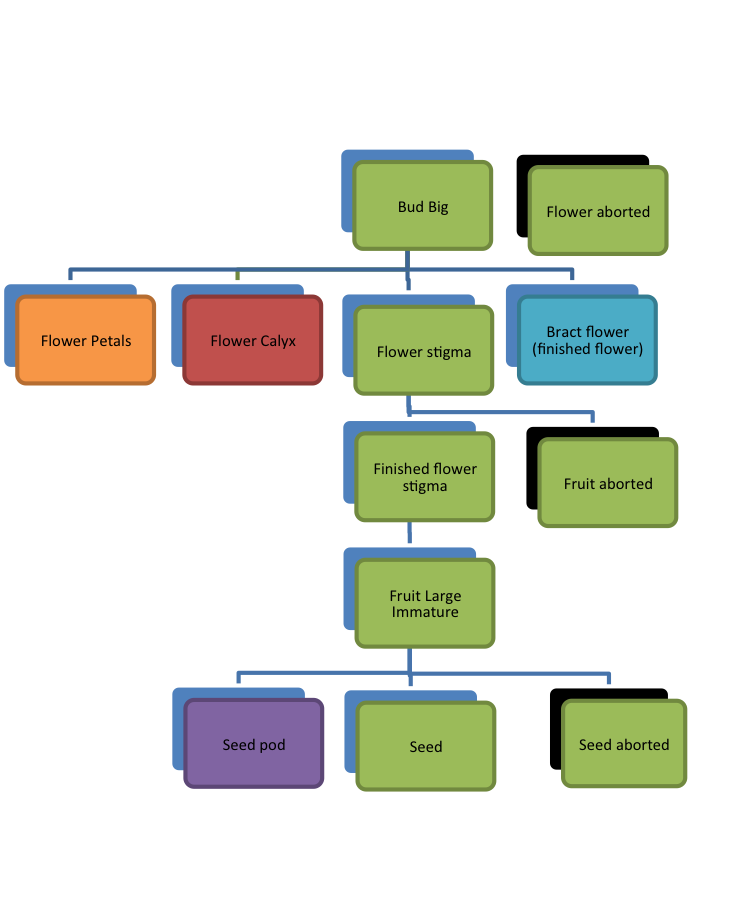 Bud Big
Flower aborted
Flower Petals
Flower Calyx
Flower stigma
Bract flower
(finished flower)
Finished flower
stigma
Fruit aborted
Fruit Large
Immature
Seed pod
Seed
Seed aborted